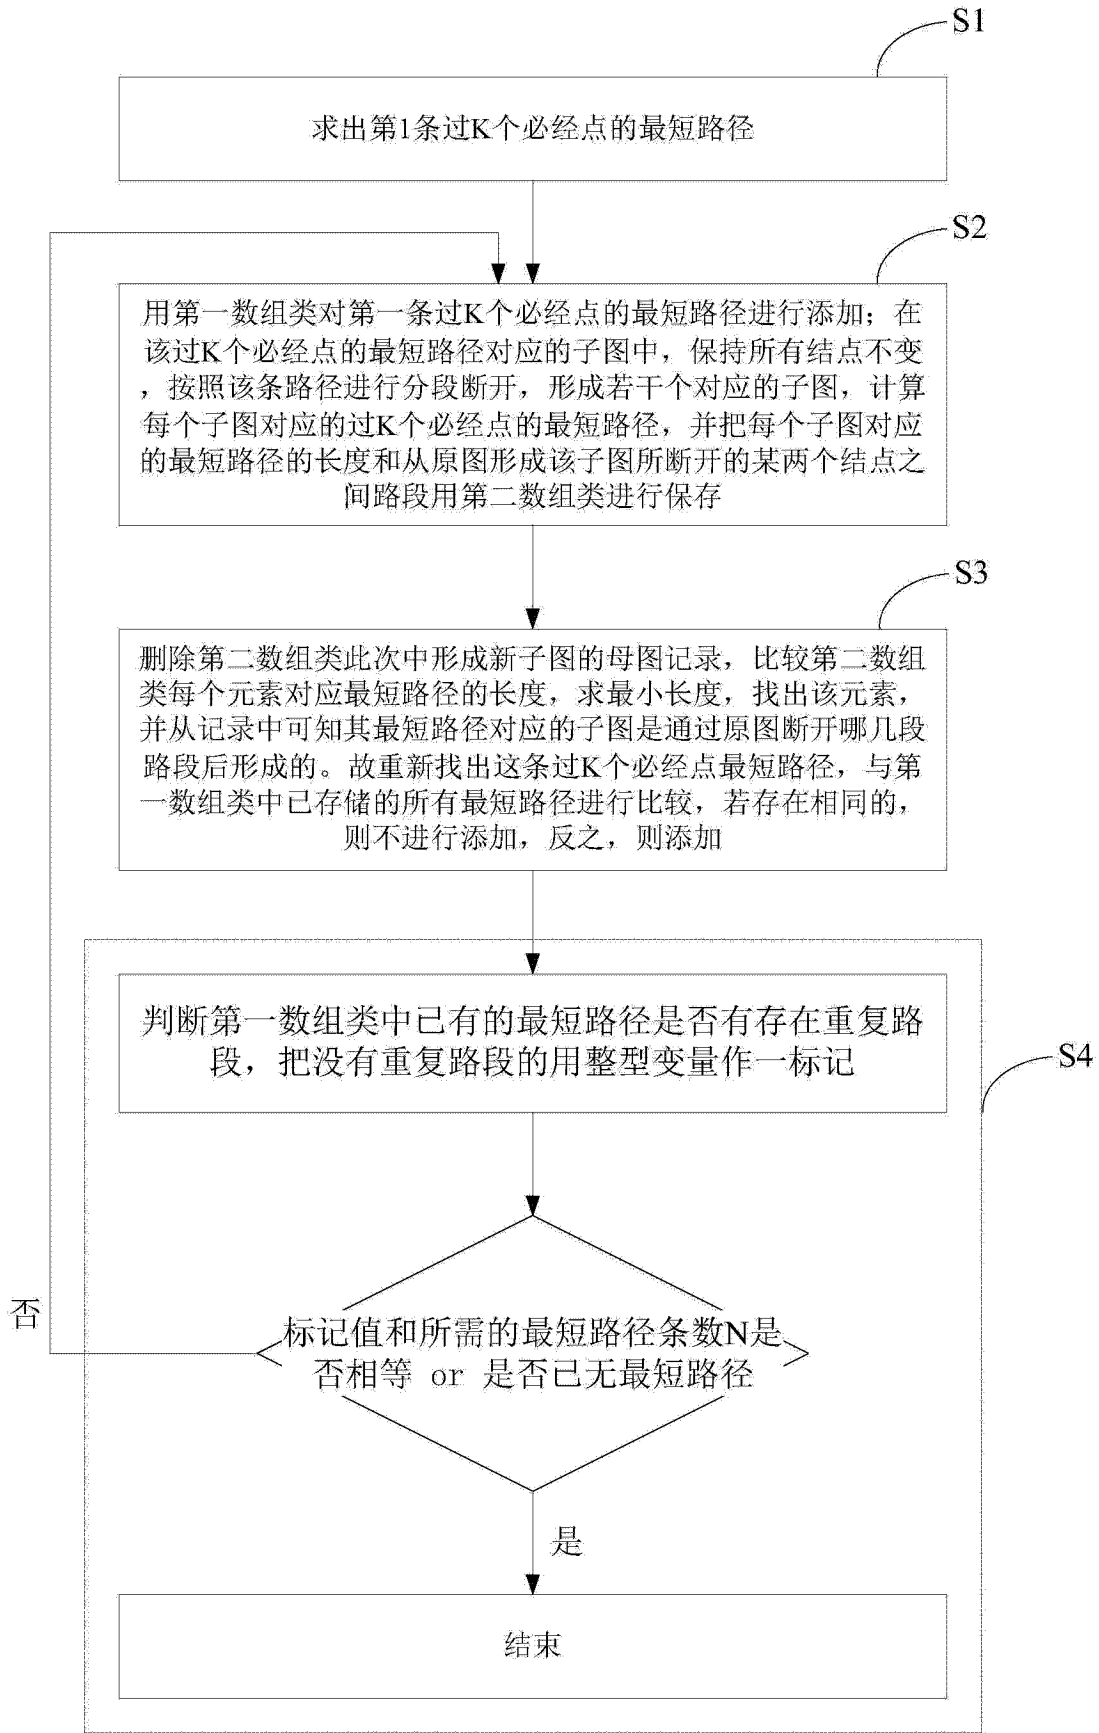 S1
求出第1条过K个必经点的最短路径
S2
用第一数组类对第一条过K个必经点的最短路径进行添加；在
该过K个必经点的最短路径对应的子图中，保持所有结点不变
，按照该条路径进行分段断开，形成若干个对应的子图，计算
每个子图对应的过K个必经点的最短路径，并把每个子图对应
的最短路径的长度和从原图形成该子图所断开的某两个结点之
间路段用第二数组类进行保存
S3
删除第二数组类此次中形成新子图的母图记录，比较第二数组
类每个元素对应最短路径的长度，求最小长度，找出该元素，
并从记录中可知其最短路径对应的子图是通过原图断开哪几段
路段后形成的。故重新找出这条过K个必经点最短路径，与第
一数组类中已存储的所有最短路径进行比较，若存在相同的，
则不进行添加，反之，则添加
判断第一数组类中已有的最短路径是否有存在重复路
段，把没有重复路段的用整型变量作一标记
S4
否
标记值和所需的最短路径条数N是
否相等 or 是否已无最短路径
是
结束